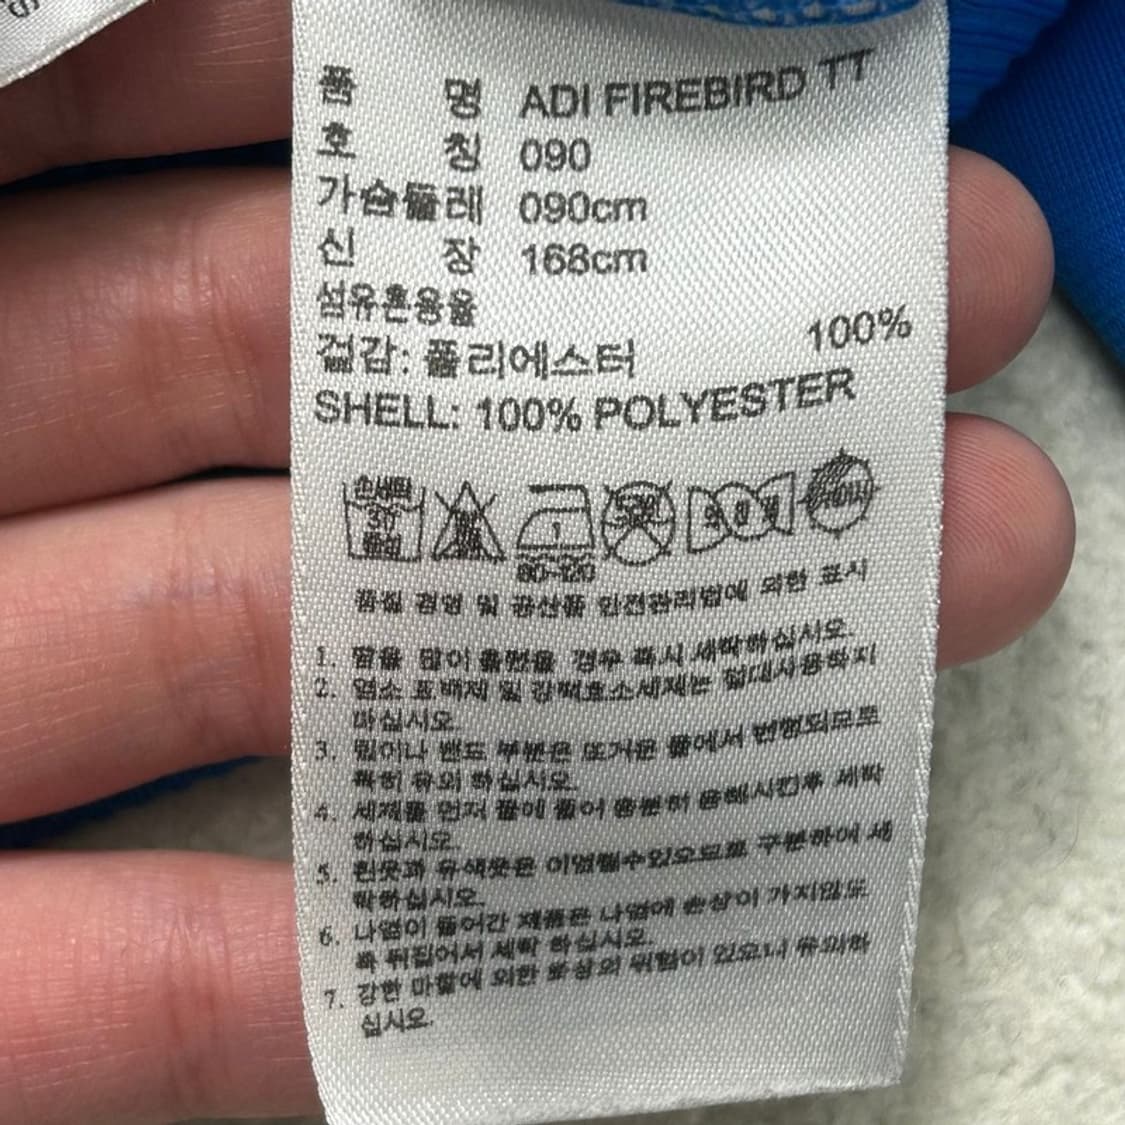 품 명 ADI FIREBIRD TT
호 칭 090
가슴둘레 090cm
신 장 168cm
섬유혼용율
겉감: 폴리에스터 100%
SHELL: 100% POLYESTER
손세탁
30
중성
1
80~120
품질 경영 및 공산품 안전관리법에 의한 표시
1. 땀을 많이 흘렸을 경우 즉시 세탁하십시오.
2. 염소 표백제 및 강력효소세제는 절대사용하지
마십시오.
3. 립이나 밴드 부분은 뜨거운 물에서 변형되므로
특히 유의 하십시오.
4. 세제를 먼저 물에 풀어 충분히 용해시킨후 세탁
하십시오.
5. 흰옷과 유색옷은 이염될수있으므로 구분하여 세
탁하십시오.
6. 나염이 들어간 제품은 나염에 손상이 가지않도
록 뒤집어서 세탁 하십시오.
7. 강한 마찰에 의한 화상의 위험이 있으니 유의하
십시오.